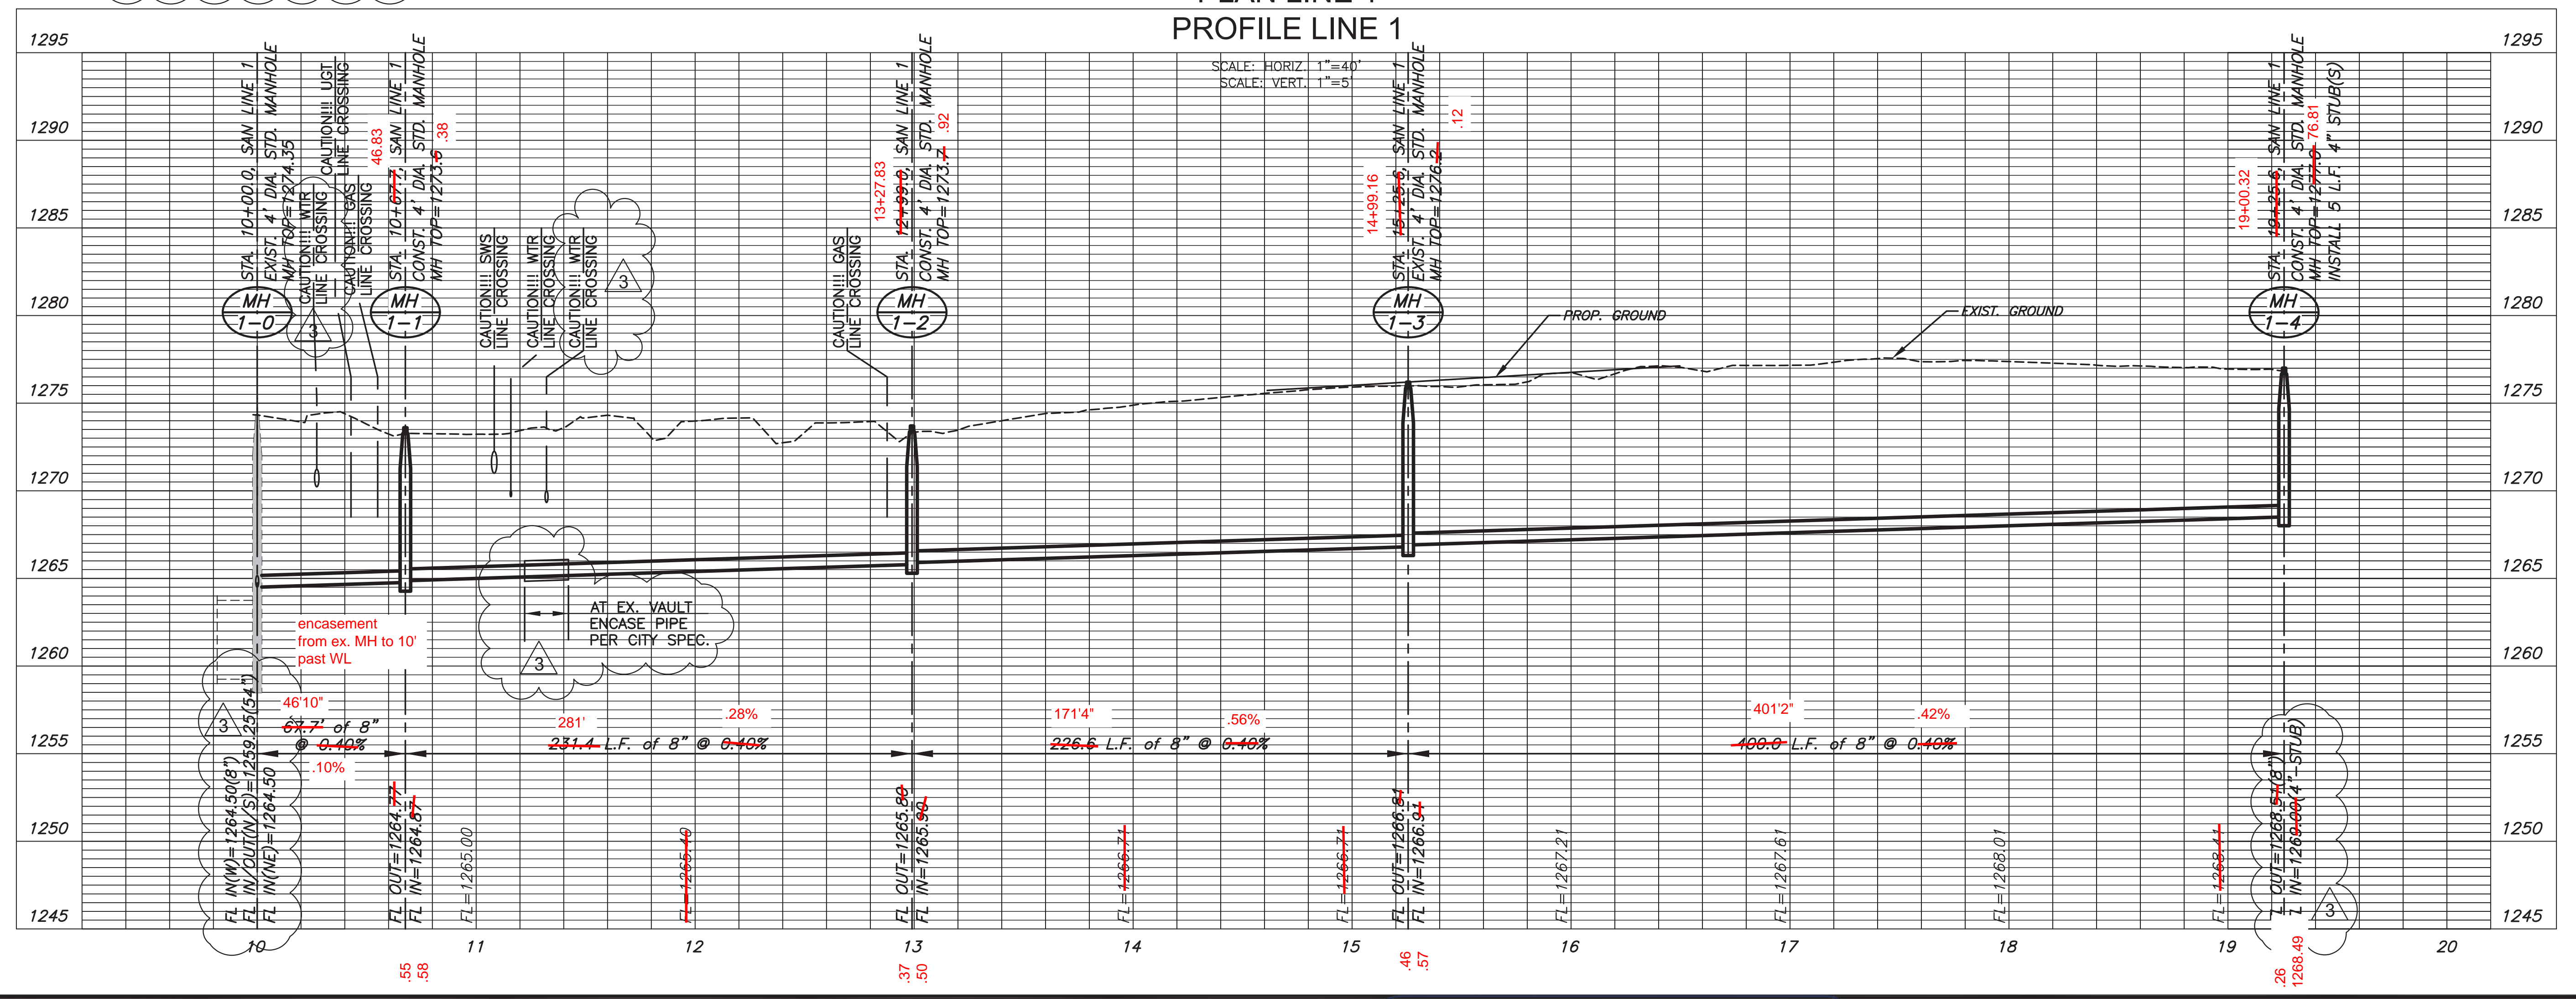 PROFILE LINE 1
SCALE: HORIZ. 1"=40'
SCALE: VERT. 1"=5'
1295
1290
1285
1280
1275
1270
1265
1260
1255
1250
1245
STA. 10+00.0, SAN LINE 1
EXIST. 4' DIA. STD. MANHOLE
MH TOP=1274.35
MH
1-0
CAUTION!!! WTR
LINE CROSSING
3
CAUTION!!! UGT
LINE CROSSING
CAUTION!!! GAS
LINE CROSSING
46.83
STA. 10+67.7, SAN LINE 1
CONST. 4' DIA. STD. MANHOLE
MH TOP=1273.6
.38
MH
1-1
CAUTION!!! SWS
LINE CROSSING
CAUTION!!! WTR
LINE CROSSING
CAUTION!!! WTR
LINE CROSSING
3
CAUTION!!! GAS
LINE CROSSING
13+27.83
STA. 12+99.0, SAN LINE 1
CONST. 4' DIA. STD. MANHOLE
MH TOP=1273.7
.92
MH
1-2
14+99.16
STA. 15+25.6, SAN LINE 1
EXIST. 4' DIA. STD. MANHOLE
MH TOP=1276.2
.12
MH
1-3
PROP. GROUND
EXIST. GROUND
19+00.32
STA. 19+25.6, SAN LINE 1
CONST. 4' DIA. STD. MANHOLE
MH TOP=1277.0
76.81
INSTALL 5 L.F. 4" STUB(S)
MH
1-4
1295
1290
1285
1280
1275
1270
1265
1260
1255
1250
1245
encasement
from ex. MH to 10'
past WL
AT EX. VAULT
ENCASE PIPE
PER CITY SPEC.
3
3
46'10"
67.7' of 8"
@ 0.40%
.10%
281'
.28%
231.4 L.F. of 8" @ 0.40%
171'4"
.56%
226.6 L.F. of 8" @ 0.40%
401'2"
.42%
400.0 L.F. of 8" @ 0.40%
FL IN(W)=1264.50(8")
FL IN/OUT(N/S)=1259.25(54")
FL IN(NE)=1264.50
FL OUT=1264.77
FL IN=1264.87
FL=1265.00
FL=1265.40
FL OUT=1265.80
FL IN=1265.90
FL=1266.71
FL OUT=1266.81
FL IN=1266.91
FL=1267.21
FL=1267.61
FL=1268.01
FL=1268.41
OUT=1268.51(8")
IN=1269.00(4"-STUB)
3
10
11
12
13
14
15
16
17
18
19
20
.55
.58
.37
.50
.46
.57
.26
1268.49